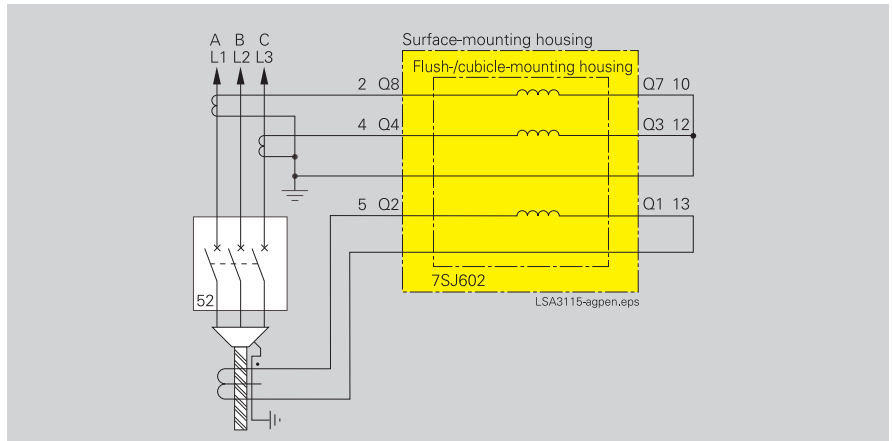 A B C
L1 L2 L3
Surface-mounting housing
Flush-/cubicle-mounting housing
2 Q8
Q7 10
4 Q4
Q3 12
5 Q2
Q1 13
7SJ602
52
LSA3115-agpen.eps